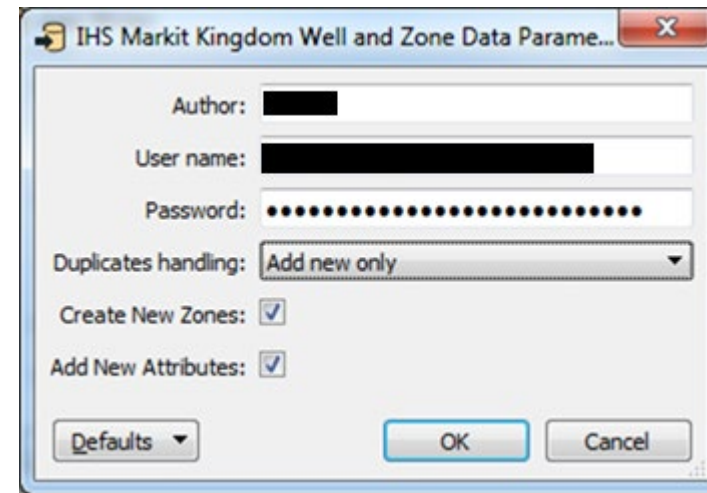 IHS Markit Kingdom Well and Zone Data Parame...
Author:
User name:
Password: ••••••••••••••••••••••••••••
Duplicates handling: Add new only
Create New Zones:
Add New Attributes:
Defaults OK Cancel